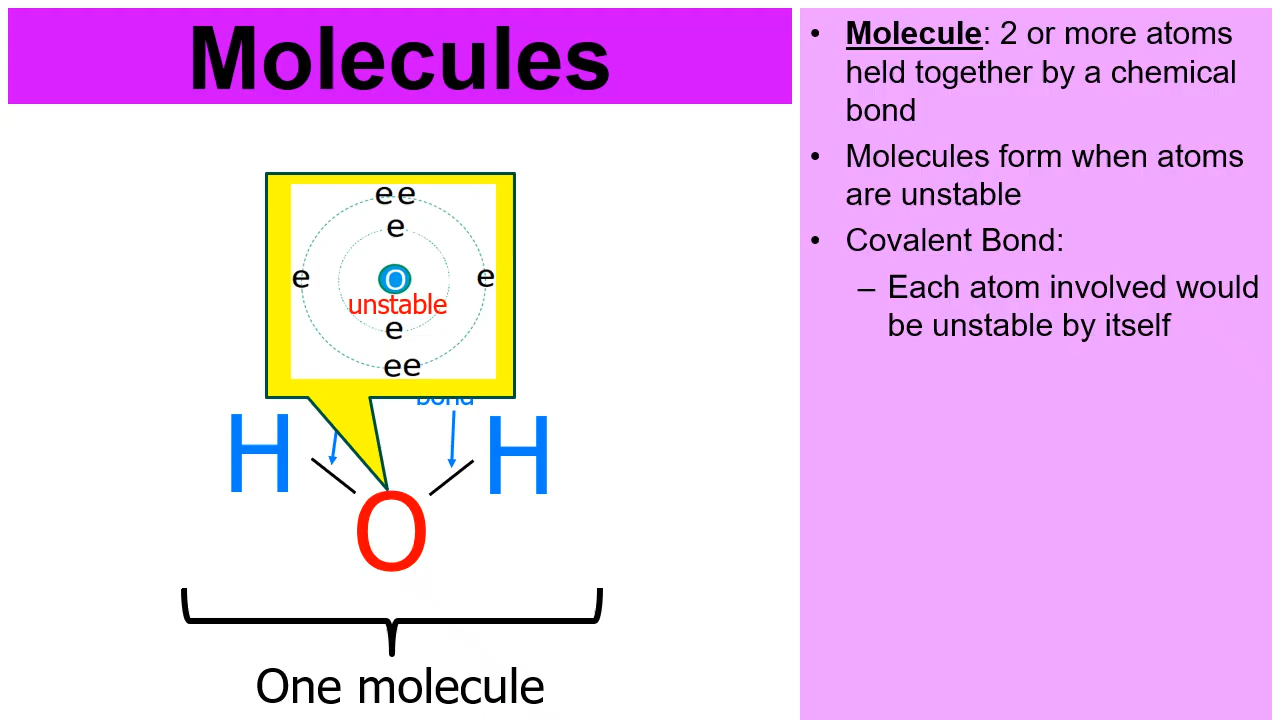 Molecules
ee
e
e
O
e
unstable
e
ee
bond
H
H
O
One molecule
• Molecule: 2 or more atoms
held together by a chemical
bond
• Molecules form when atoms
are unstable
• Covalent Bond:
– Each atom involved would
be unstable by itself